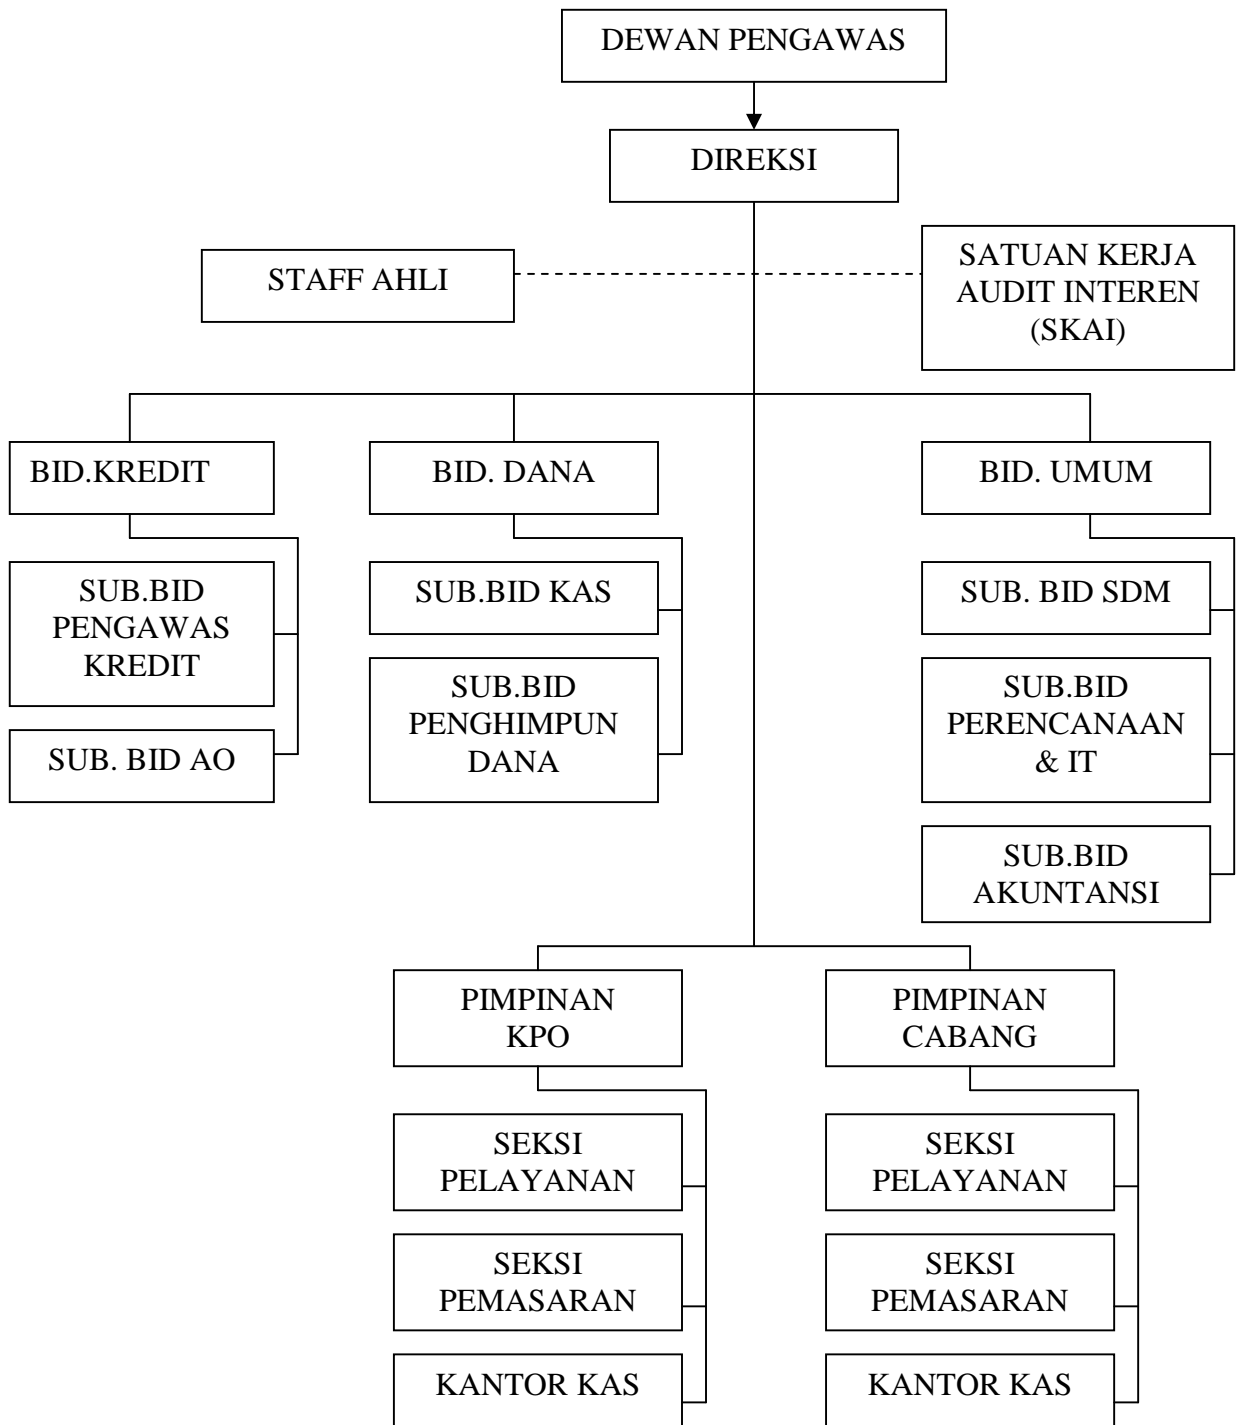 DEWAN PENGAWAS
DIREKSI
STAFF AHLI
SATUAN KERJA
AUDIT INTEREN
(SKAI)
BID.KREDIT
BID. DANA
BID. UMUM
SUB.BID
PENGAWAS
KREDIT
SUB. BID AO
SUB.BID KAS
SUB.BID
PENGHIMPUN
DANA
SUB. BID SDM
SUB.BID
PERENCANAAN
& IT
SUB.BID
AKUNTANSI
PIMPINAN
KPO
PIMPINAN
CABANG
SEKSI
PELAYANAN
SEKSI
PEMASARAN
KANTOR KAS
SEKSI
PELAYANAN
SEKSI
PEMASARAN
KANTOR KAS